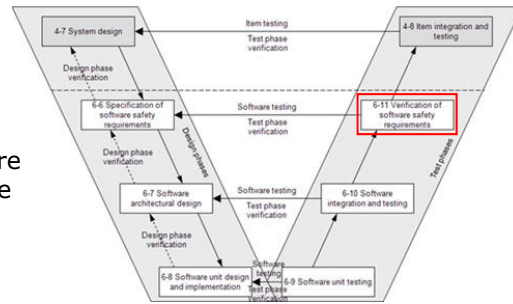 4-7 System design
Item testing
Test phase
verification
4-8 Item integration and
testing
Design phase
verification
6-6 Specification of
software safety
requirements
Software testing
Test phase
verification
6-11 Verification of
software safety
requirements
Design phase
verification
Design phases
Test phases
re
e
6-7 Software
architectural design
Software testing
Test phase
verification
6-10 Software
integration and testing
Design phase
verification
6-8 Software unit design
and implementation
Software
testing
Test phase
verification
6-9 Software unit testing